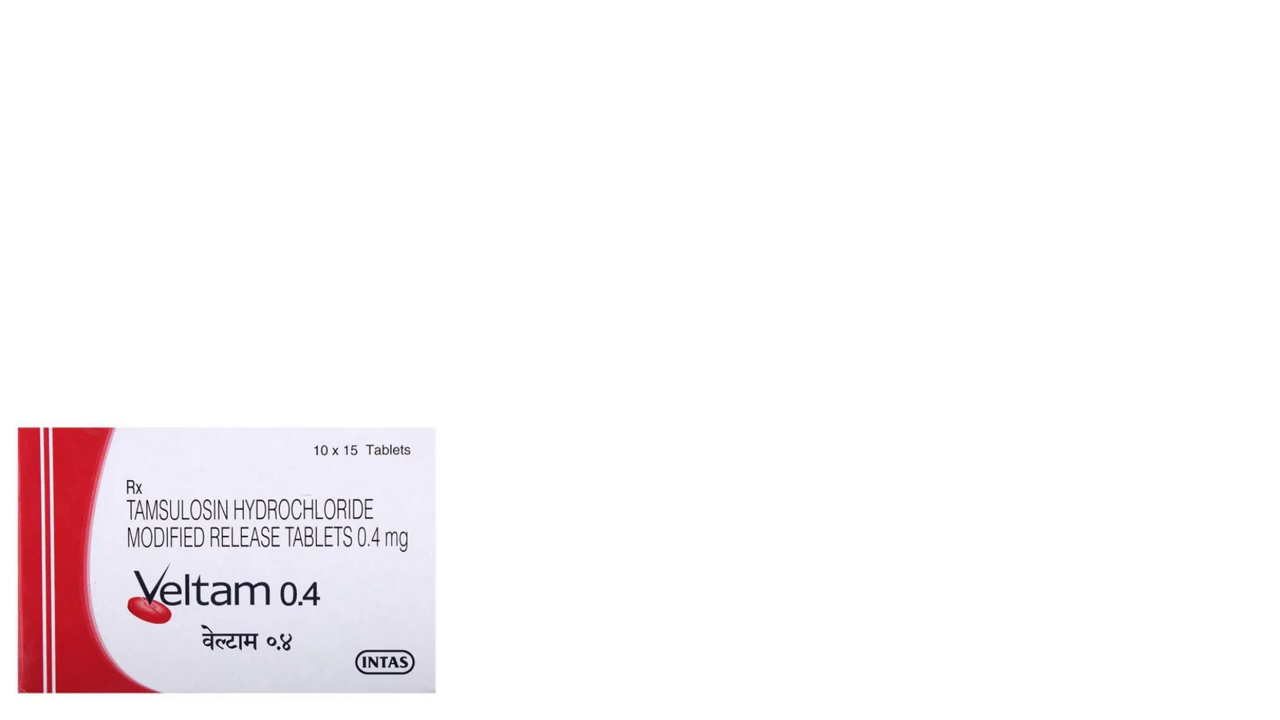 10 x 15 Tablets
Rx
TAMSULOSIN HYDROCHLORIDE
MODIFIED RELEASE TABLETS 0.4 mg
Veltam 0.4
वेल्टाम ०.४
INTAS